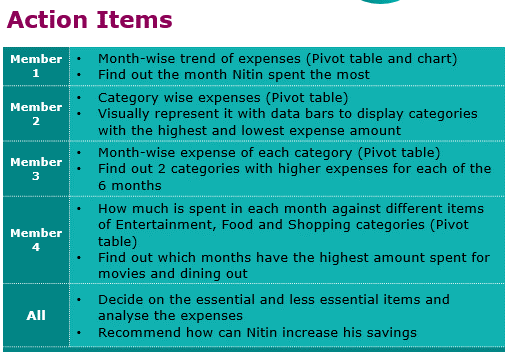 Action Items
Member
1
• Month-wise trend of expenses (Pivot table and chart)
• Find out the month Nitin spent the most
Member
2
• Category wise expenses (Pivot table)
• Visually represent it with data bars to display categories
with the highest and lowest expense amount
Member
3
• Month-wise expense of each category (Pivot table)
• Find out 2 categories with higher expenses for each of the
6 months
Member
4
• How much is spent in each month against different items
of Entertainment, Food and Shopping categories (Pivot
table)
• Find out which months have the highest amount spent for
movies and dining out
All
• Decide on the essential and less essential items and
analyse the expenses
• Recommend how can Nitin increase his savings